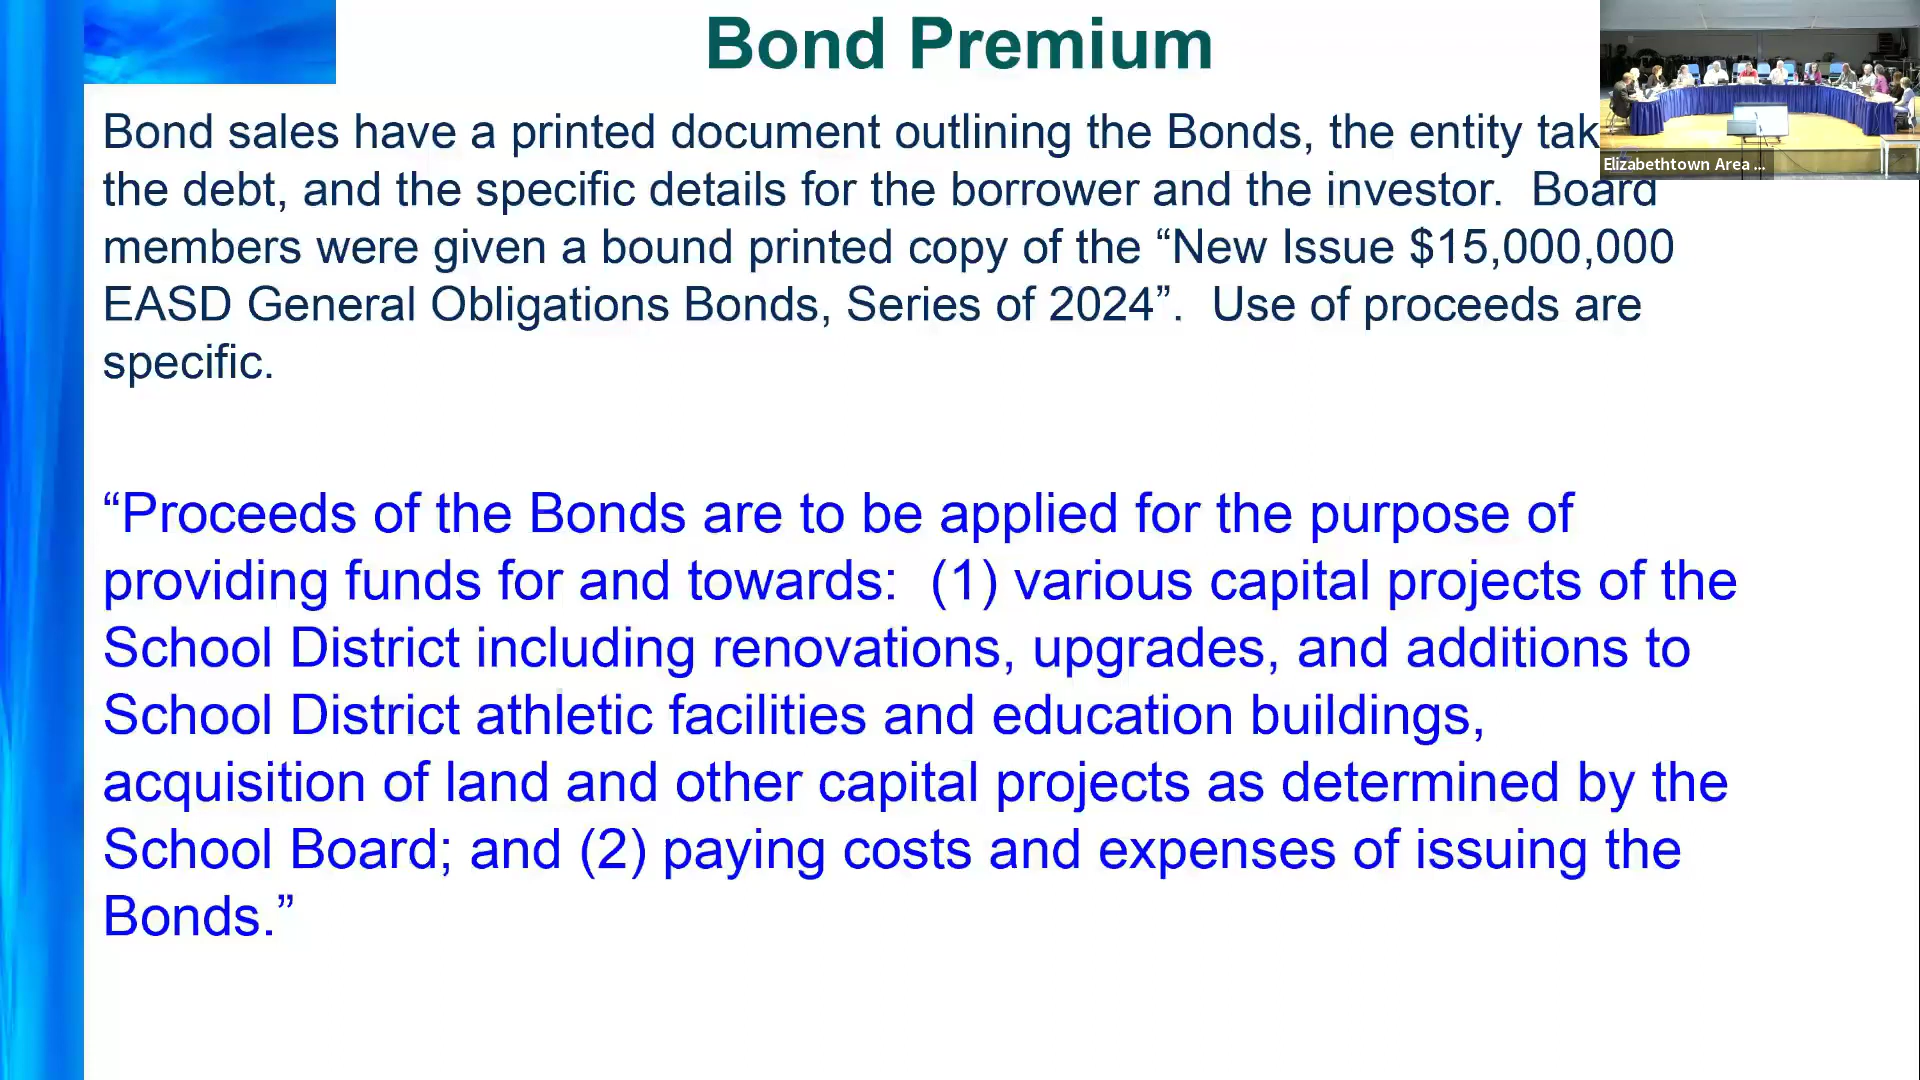 Bond Premium
Bond sales have a printed document outlining the Bonds, the entity
the debt, and the specific details for the borrower and the investor.  Board
members were given a bound printed copy of the “New Issue $15,000,000
EASD General Obligations Bonds, Series of 2024”.  Use of proceeds are
specific.
Elizabethtown Area ...
“Proceeds of the Bonds are to be applied for the purpose of
providing funds for and towards:  (1) various capital projects of the
School District including renovations, upgrades, and additions to
School District athletic facilities and education buildings,
acquisition of land and other capital projects as determined by the
School Board; and (2) paying costs and expenses of issuing the
Bonds.”